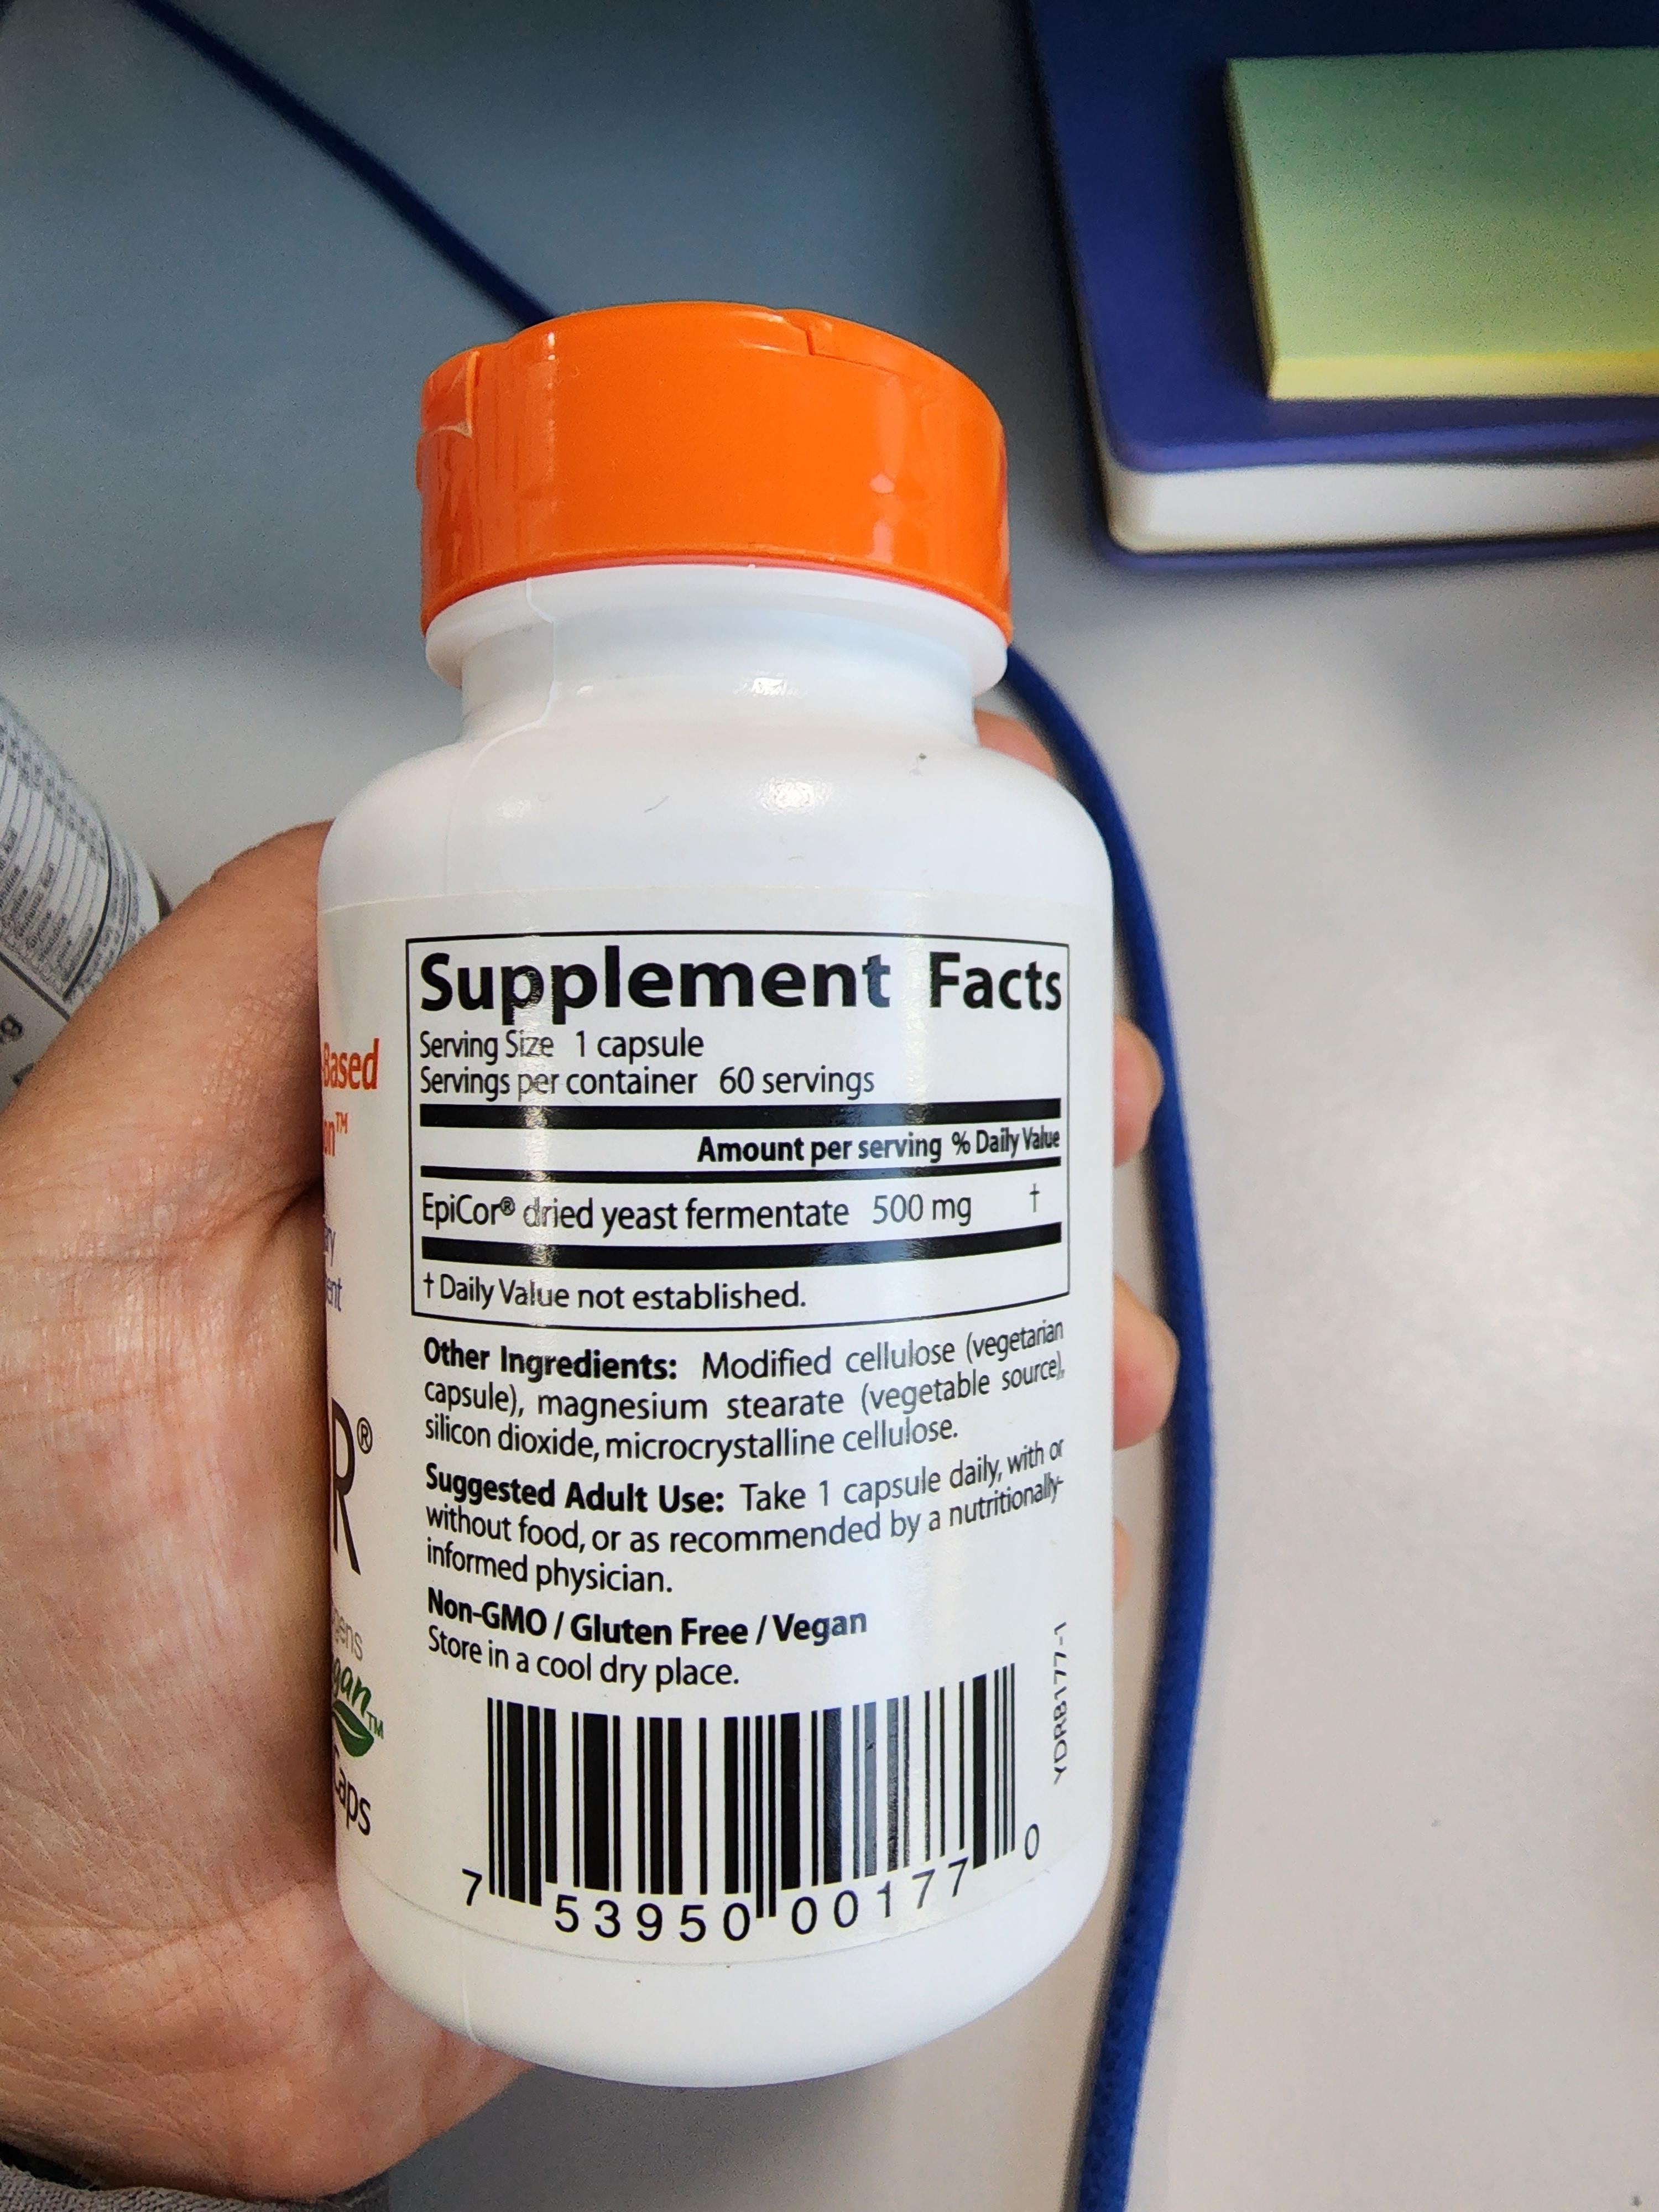 Based
on™
R®
Caps
Supplement Facts
Serving Size 1 capsule
Servings per container 60 servings
Amount per serving % Daily Value
EpiCor® dried yeast fermentate 500 mg †
† Daily Value not established.
Other Ingredients: Modified cellulose (vegetarian
capsule), magnesium stearate (vegetable source),
silicon dioxide, microcrystalline cellulose.
Suggested Adult Use: Take 1 capsule daily, with or
without food, or as recommended by a nutritionally-
informed physician.
Non-GMO / Gluten Free / Vegan
Store in a cool dry place.
YDRB177-1
7 53950 00177 0